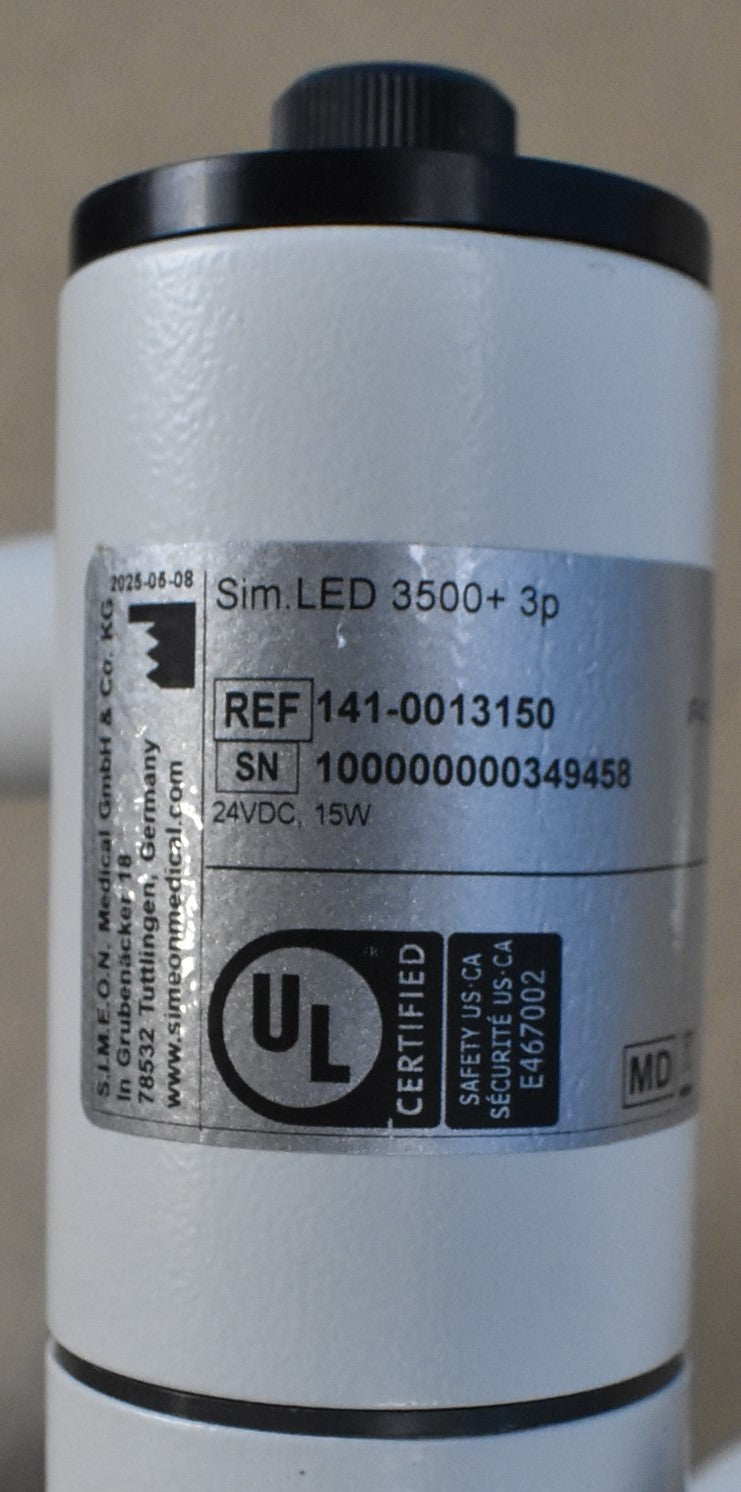 2025-05-08
S.I.M.E.O.N. Medical GmbH & Co. KG
In Grubenäcker 18
78532 Tuttlingen, Germany
www.simeonmedical.com
Sim.LED 3500+ 3p
REF 141-0013150
SN 100000000349458
24VDC, 15W
UL
CERTIFIED
SAFETY US·CA
SÉCURITÉ US·CA
E467002
MD